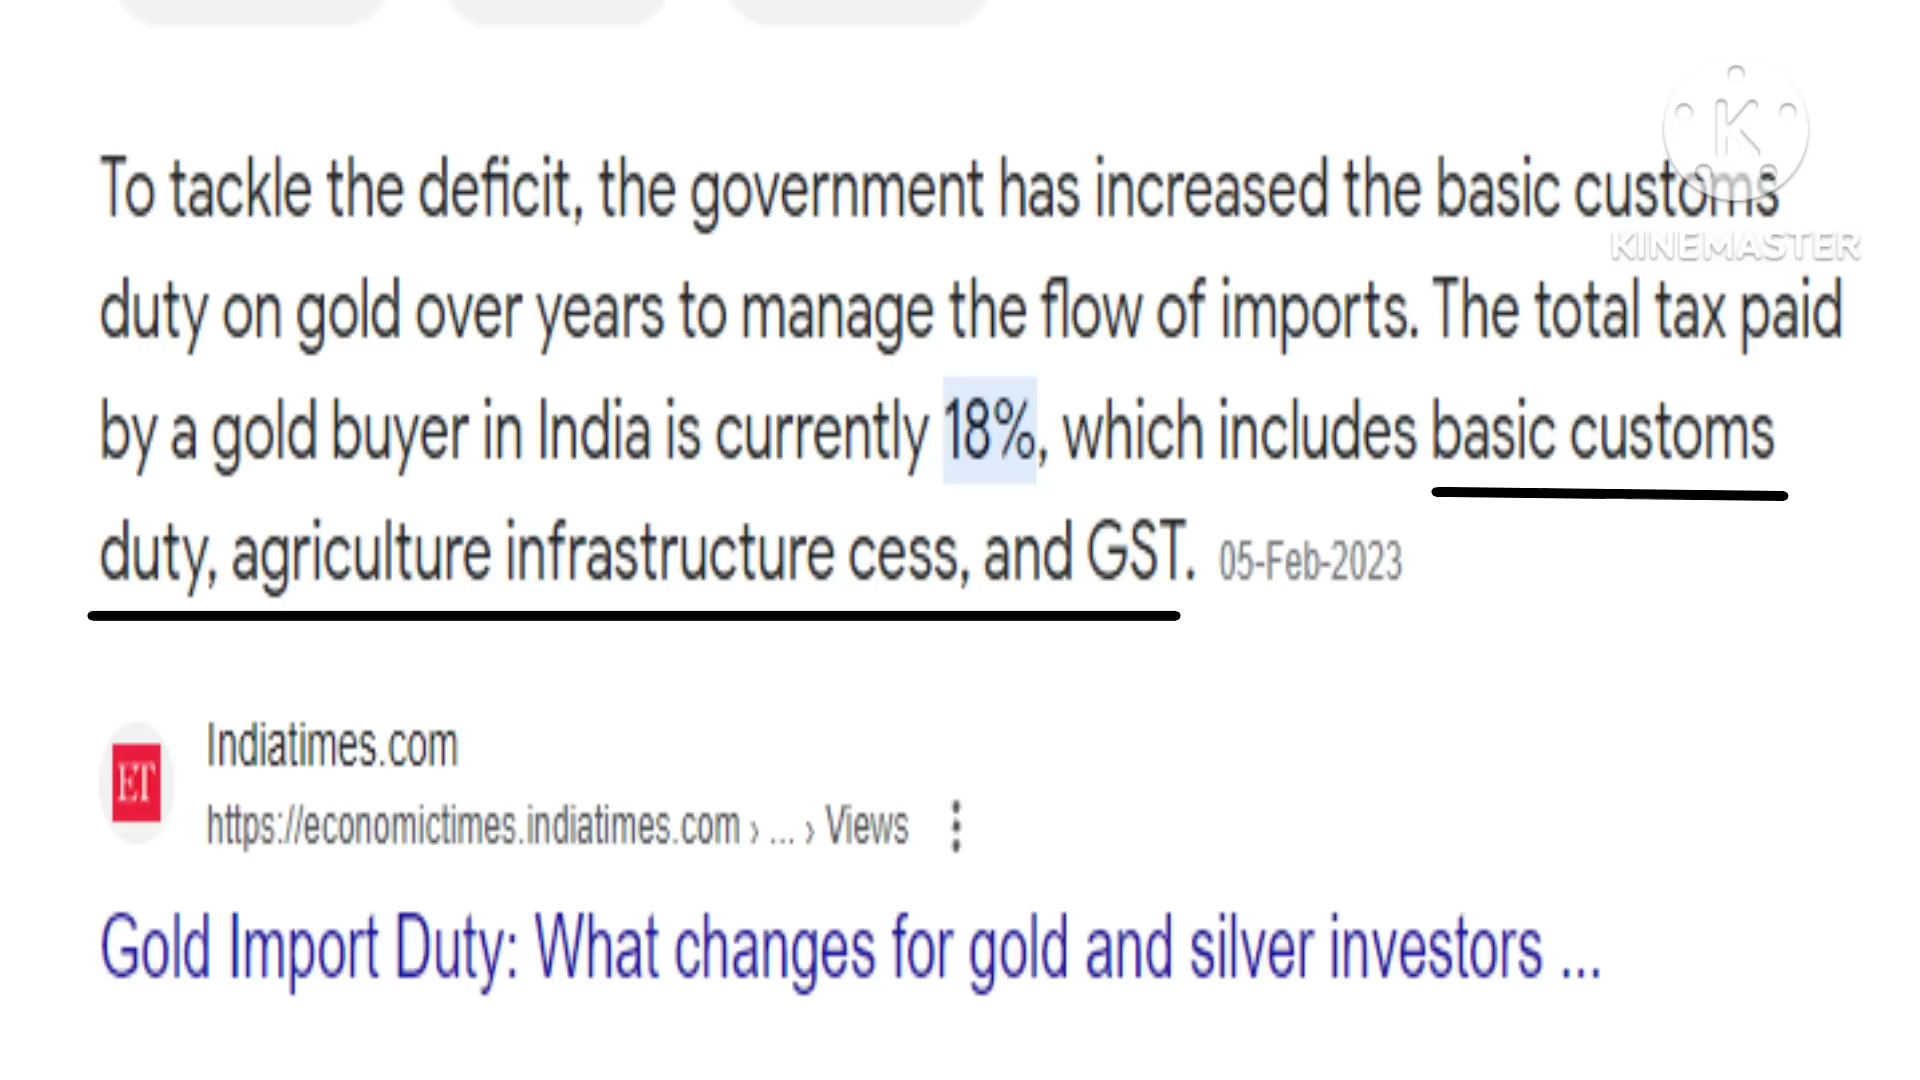 To tackle the deficit, the government has increased the basic customs
KINEMASTER
duty on gold over years to manage the flow of imports. The total tax paid
by a gold buyer in India is currently 18%, which includes basic customs
duty, agriculture infrastructure cess, and GST. 05-Feb-2023
ET
Indiatimes.com
https://economictimes.indiatimes.com › ... › Views
Gold Import Duty: What changes for gold and silver investors ...